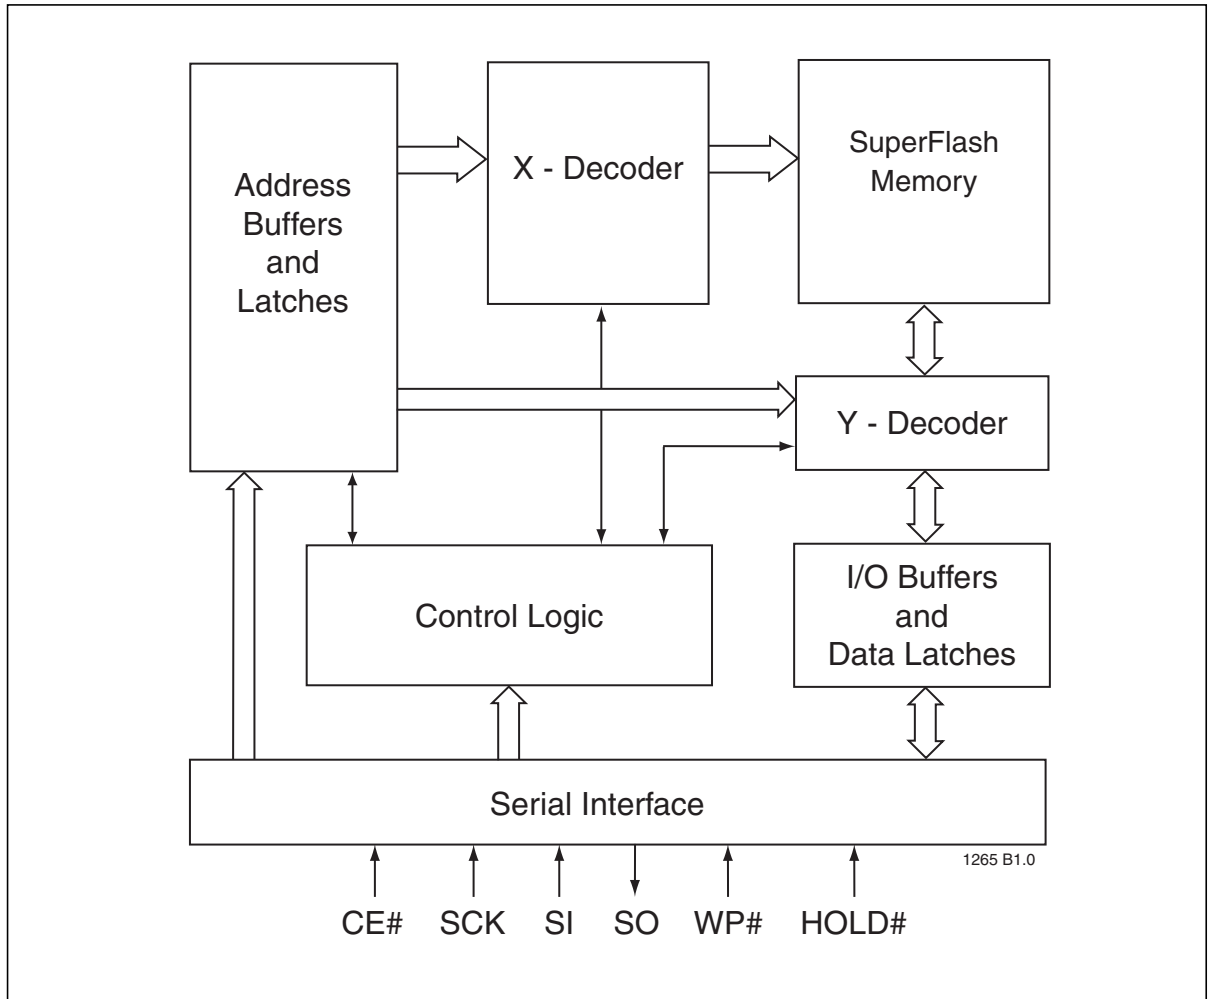 Address
Buffers
and
Latches
X - Decoder
SuperFlash
Memory
Y - Decoder
Control Logic
I/O Buffers
and
Data Latches
Serial Interface
1265 B1.0
CE# SCK SI SO WP# HOLD#